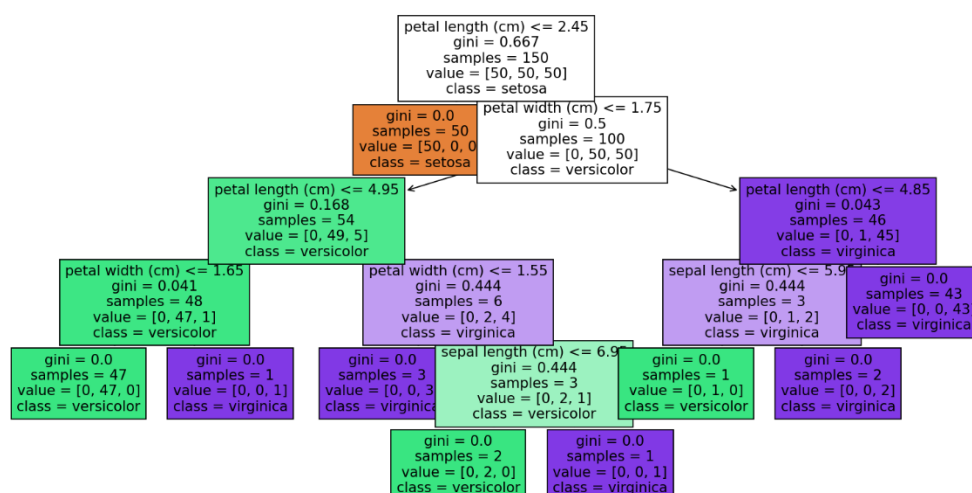 petal length (cm) <= 2.45
gini = 0.667
samples = 150
value = [50, 50, 50]
class = setosa
gini = 0.0
samples = 50
value = [50, 0, 0
class = setosa
petal width (cm) <= 1.75
gini = 0.5
samples = 100
value = [0, 50, 50]
class = versicolor
petal length (cm) <= 4.95
gini = 0.168
samples = 54
value = [0, 49, 5]
class = versicolor
petal length (cm) <= 4.85
gini = 0.043
samples = 46
value = [0, 1, 45]
class = virginica
petal width (cm) <= 1.65
gini = 0.041
samples = 48
value = [0, 47, 1]
class = versicolor
petal width (cm) <= 1.55
gini = 0.444
samples = 6
value = [0, 2, 4]
class = virginica
sepal length (cm) <= 5.9
gini = 0.444
samples = 3
value = [0, 1, 2]
class = virginica
gini = 0.0
samples = 43
value = [0, 0, 43]
class = virginica
gini = 0.0
samples = 47
value = [0, 47, 0]
class = versicolor
gini = 0.0
samples = 1
value = [0, 0, 1]
class = virginica
gini = 0.0
samples = 3
value = [0, 0, 3
class = virginica
sepal length (cm) <= 6.9
gini = 0.444
samples = 3
value = [0, 2, 1]
class = versicolor
gini = 0.0
samples = 1
value = [0, 1, 0]
class = versicolor
gini = 0.0
samples = 2
value = [0, 0, 2]
class = virginica
gini = 0.0
samples = 2
value = [0, 2, 0]
class = versicolor
gini = 0.0
samples = 1
value = [0, 0, 1]
class = virginica